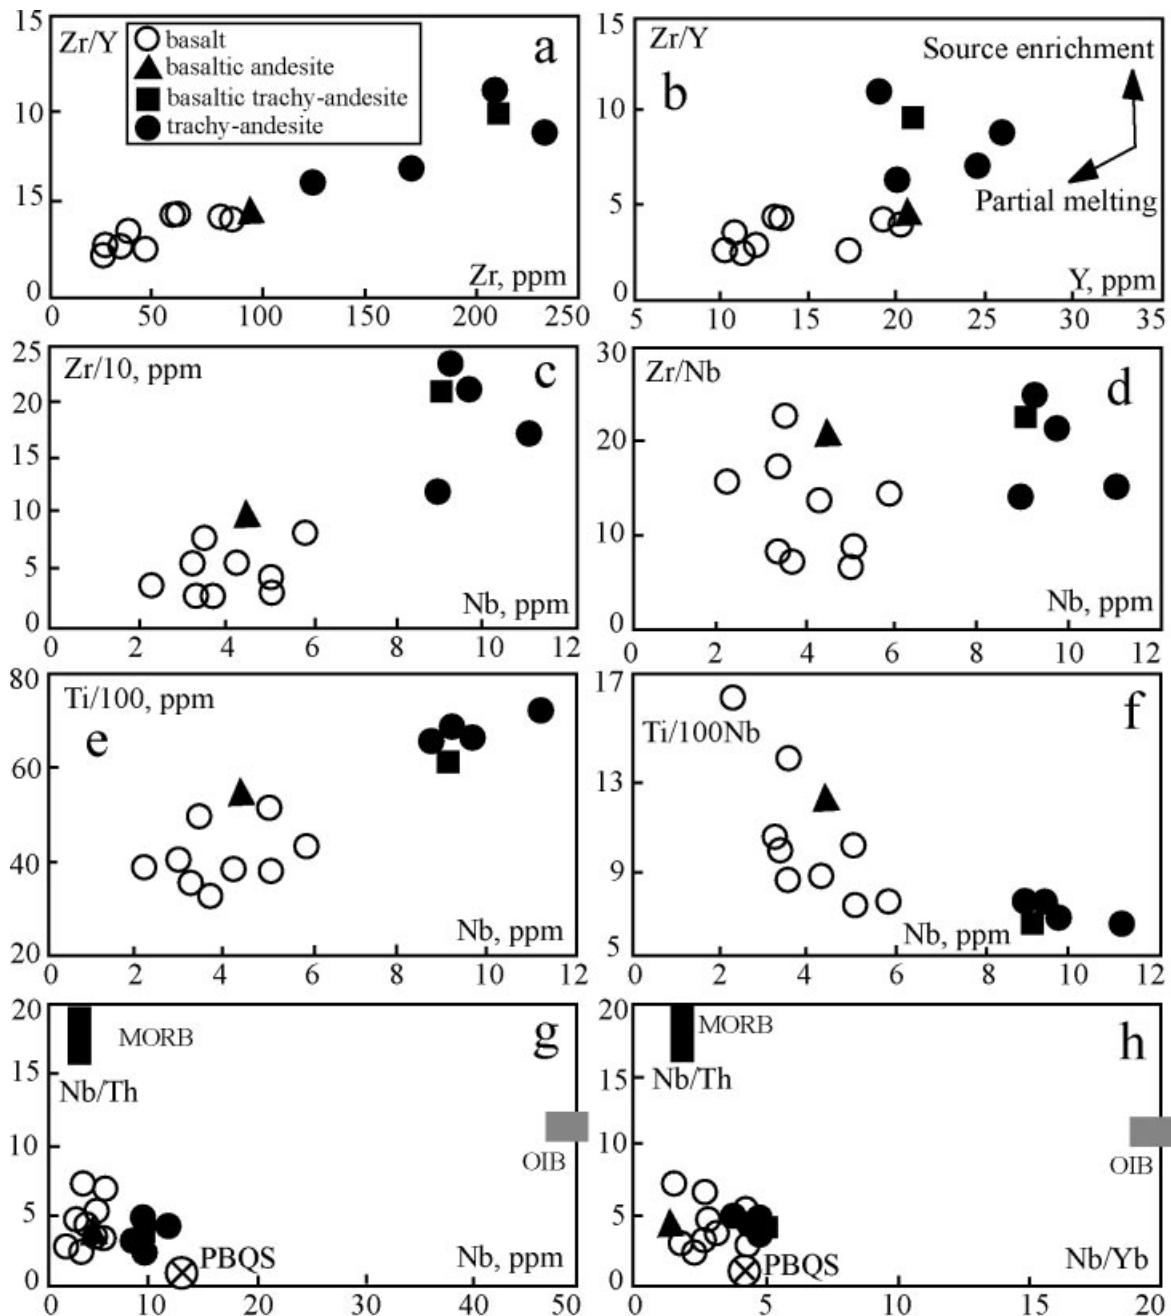 15
Zr/Y
basalt
basaltic andesite
basaltic trachy-andesite
trachy-andesite
a
10
15
0
Zr, ppm
50
100
200
250
15
Zr/Y
b
Source enrichment
10
5
Partial melting
0
Y, ppm
5
10
15
20
25
30
35
25
Zr/10, ppm
c
20
15
10
5
0
Nb, ppm
0
2
4
6
8
10
12
30
Zr/Nb
d
20
10
0
Nb, ppm
0
2
4
6
8
10
12
80
Ti/100, ppm
e
60
40
20
Nb, ppm
0
2
4
6
8
10
12
17
Ti/100Nb
f
13
9
5
Nb, ppm
0
2
4
6
8
10
12
20
MORB
g
15
Nb/Th
10
OIB
5
PBQS
Nb, ppm
0
0
10
20
30
40
50
20
MORB
h
15
Nb/Th
10
OIB
5
PBQS
Nb/Yb
0
0
5
10
15
20